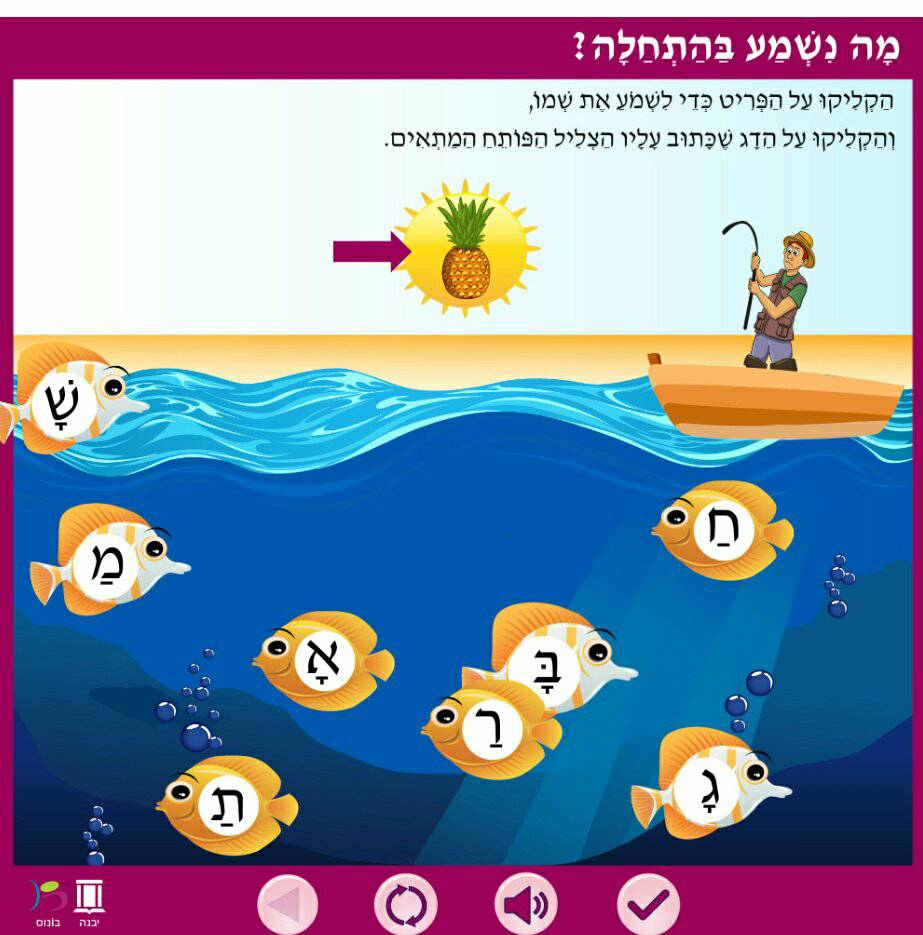 מָה נִשְׁמַע בַּהַתְחַלָה?
הַקְלִיקוּ עַל הַפְּרִיט כְּדֵי לִשְׁמֹעַ אֶת שְׁמוֹ,
וְהַקְלִיקוּ עַל הַדָג שֶׁכָּתוּב עָלָיו הַצְלִיל הַפּוֹתֵחַ הַמַתְאִים.
שָׁ
חַ
מַ
אָ
בָּ
רַ
גָ
תַ
יבנה
בונוס